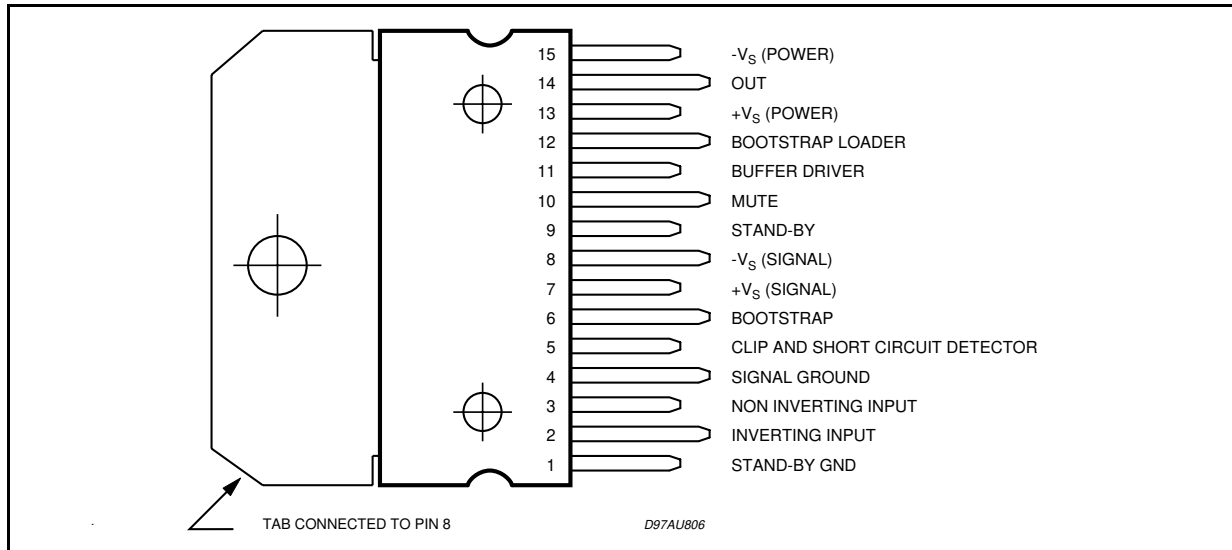 15 -VS (POWER)
14 OUT
13 +VS (POWER)
12 BOOTSTRAP LOADER
11 BUFFER DRIVER
10 MUTE
9 STAND-BY
8 -VS (SIGNAL)
7 +VS (SIGNAL)
6 BOOTSTRAP
5 CLIP AND SHORT CIRCUIT DETECTOR
4 SIGNAL GROUND
3 NON INVERTING INPUT
2 INVERTING INPUT
1 STAND-BY GND
TAB CONNECTED TO PIN 8 D97AU806